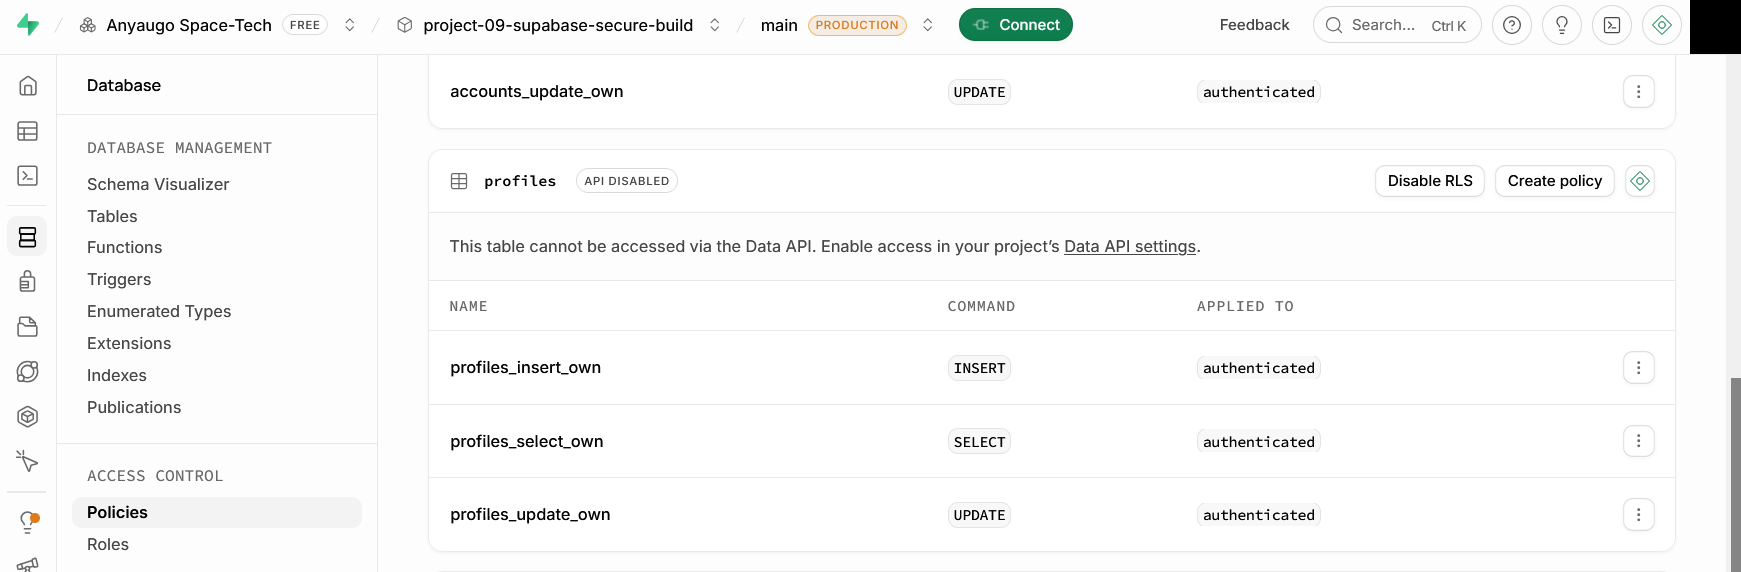 Anyaugo Space-Tech FREE project-09-supabase-secure-build main PRODUCTION Connect Feedback Search... Ctrl K
Database
DATABASE MANAGEMENT
Schema Visualizer
Tables
Functions
Triggers
Enumerated Types
Extensions
Indexes
Publications
ACCESS CONTROL
Policies
Roles
accounts_update_own UPDATE authenticated
profiles API DISABLED Disable RLS Create policy
This table cannot be accessed via the Data API. Enable access in your project’s Data API settings.
NAME COMMAND APPLIED TO
profiles_insert_own INSERT authenticated
profiles_select_own SELECT authenticated
profiles_update_own UPDATE authenticated